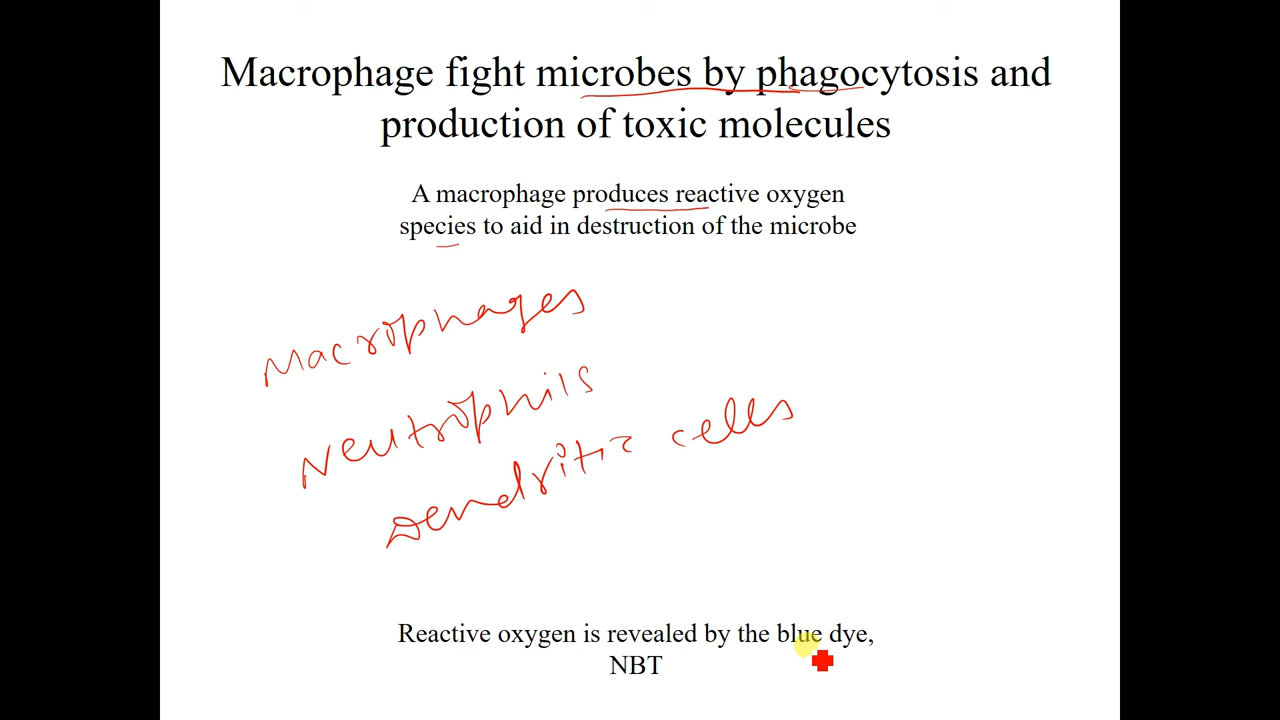 Macrophage fight microbes by phagocytosis and
production of toxic molecules
A macrophage produces reactive oxygen
species to aid in destruction of the microbe
Macrophages
Neutrophils
Dendritic cells
Reactive oxygen is revealed by the blue dye,
NBT